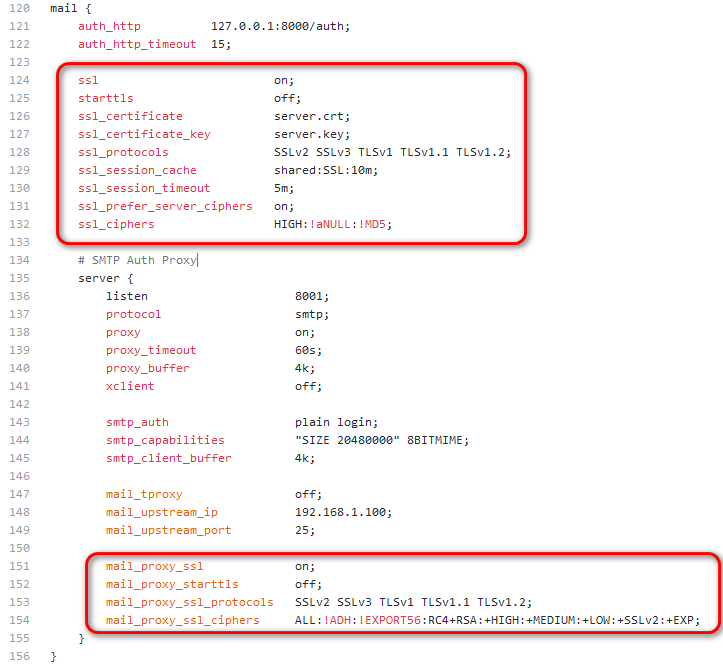 120 mail {
121 auth_http 127.0.0.1:8000/auth;
122 auth_http_timeout 15;
123
124 ssl on;
125 starttls off;
126 ssl_certificate server.crt;
127 ssl_certificate_key server.key;
128 ssl_protocols SSLv2 SSLv3 TLSv1 TLSv1.1 TLSv1.2;
129 ssl_session_cache shared:SSL:10m;
130 ssl_session_timeout 5m;
131 ssl_prefer_server_ciphers on;
132 ssl_ciphers HIGH:!aNULL:!MD5;
133
134 # SMTP Auth Proxy
135 server {
136 listen 8001;
137 protocol smtp;
138 proxy on;
139 proxy_timeout 60s;
140 proxy_buffer 4k;
141 xclient off;
142
143 smtp_auth plain login;
144 smtp_capabilities "SIZE 20480000" 8BITMIME;
145 smtp_client_buffer 4k;
146
147 mail_tproxy off;
148 mail_upstream_ip 192.168.1.100;
149 mail_upstream_port 25;
150
151 mail_proxy_ssl on;
152 mail_proxy_starttls off;
153 mail_proxy_ssl_protocols SSLv2 SSLv3 TLSv1 TLSv1.1 TLSv1.2;
154 mail_proxy_ssl_ciphers ALL:!ADH:!EXPORT56:RC4+RSA:+HIGH:+MEDIUM:+LOW:+SSLv2:+EXP;
155 }
156 }